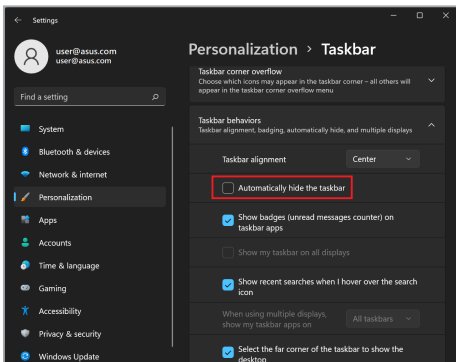 Settings
user@asus.com
user@asus.com
Find a setting
System
Bluetooth & devices
Network & internet
Personalization
Apps
Accounts
Time & language
Gaming
Accessibility
Privacy & security
Windows Update
Personalization > Taskbar
Taskbar corner overflow
Choose which icons may appear in the taskbar corner – all others will
appear in the taskbar corner overflow menu
Taskbar behaviors
Taskbar alignment, badging, automatically hide, and multiple displays
Taskbar alignment
Center
Automatically hide the taskbar
Show badges (unread messages counter) on
taskbar apps
Show my taskbar on all displays
Show recent searches when I hover over the search
icon
When using multiple displays,
show my taskbar apps on
All taskbars
Select the far corner of the taskbar to show the
desktop